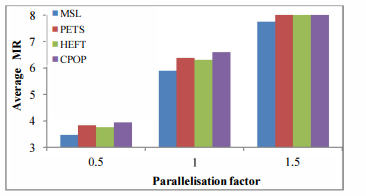 8
7
6
5
4
3
Average MR
MSL
PETS
HEFT
CPOP
0.5 1 1.5
Parallelisation factor